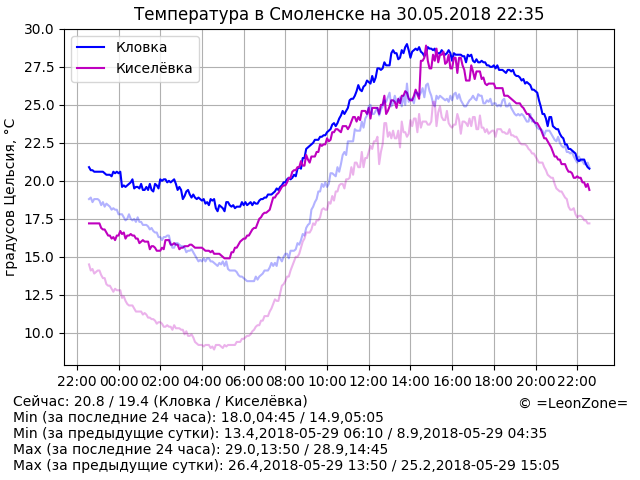 Температура в Смоленске на 30.05.2018 22:35
30.0
27.5
25.0
22.5
20.0
17.5
15.0
12.5
10.0
градусов Цельсия, °C
Кловка
Киселёвка
22:00 00:00 02:00 04:00 06:00 08:00 10:00 12:00 14:00 16:00 18:00 20:00 22:00
Сейчас: 20.8 / 19.4 (Кловка / Киселёвка)
© =LeonZone=
Min (за последние 24 часа): 18.0,04:45 / 14.9,05:05
Min (за предыдущие сутки): 13.4,2018-05-29 06:10 / 8.9,2018-05-29 04:35
Max (за последние 24 часа): 29.0,13:50 / 28.9,14:45
Max (за предыдущие сутки): 26.4,2018-05-29 13:50 / 25.2,2018-05-29 15:05